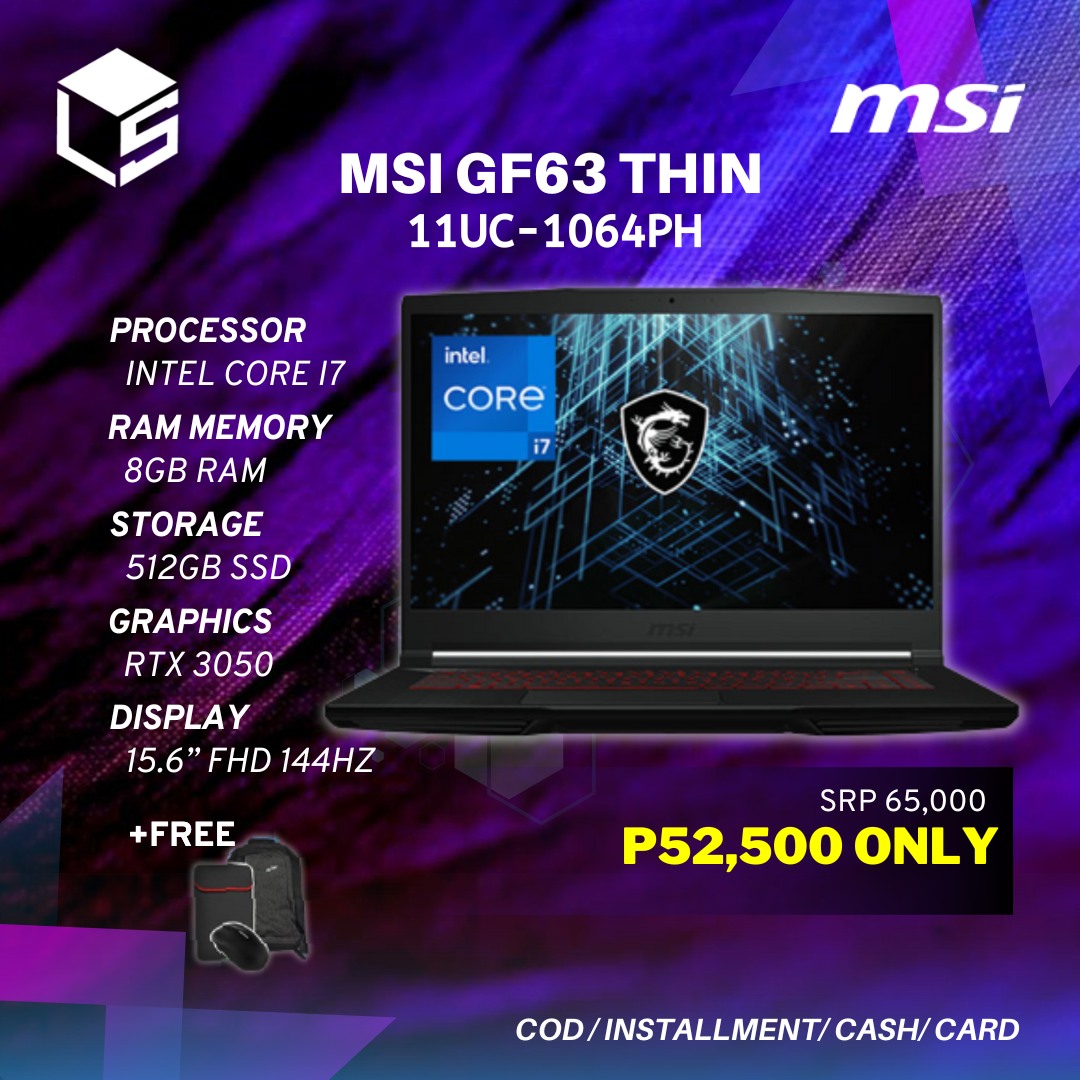 LS
msi
MSI GF63 THIN
11UC-1064PH
PROCESSOR
INTEL CORE I7
RAM MEMORY
8GB RAM
STORAGE
512GB SSD
GRAPHICS
RTX 3050
DISPLAY
15.6” FHD 144HZ
intel.
CORE
i7
msi
+FREE
SRP 65,000
P52,500 ONLY
COD / INSTALLMENT/ CASH/ CARD